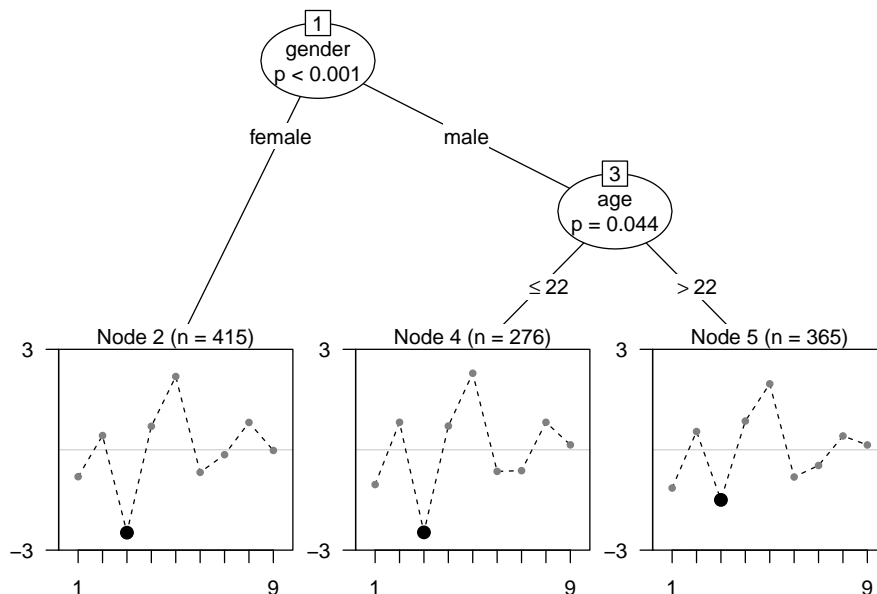 1
gender
p < 0.001
female
male
3
age
p = 0.044
≤ 22
> 22
Node 2 (n = 415)
3
−3
1
9
Node 4 (n = 276)
3
−3
1
9
Node 5 (n = 365)
3
−3
1
9